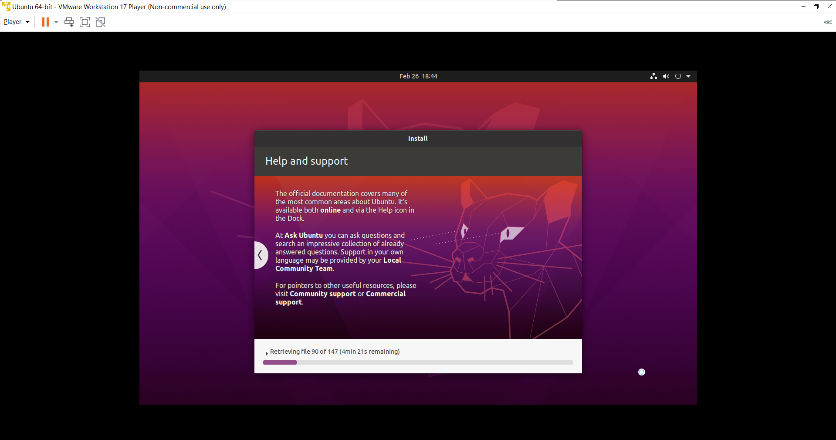 Ubuntu 64-bit - VMware Workstation 17 Player (Non-commercial use only)
Player
Feb 26 18:44
Install
Help and support
The official documentation covers many of
the most common areas about Ubuntu. It's
available both online and via the Help icon in
the Dock.
At Ask Ubuntu you can ask questions and
search an impressive collection of already
answered questions. Support in your own
language may be provided by your Local
Community Team.
For pointers to other useful resources, please
visit Community support or Commercial
support.
Retrieving file 90 of 147 (4min 21s remaining)